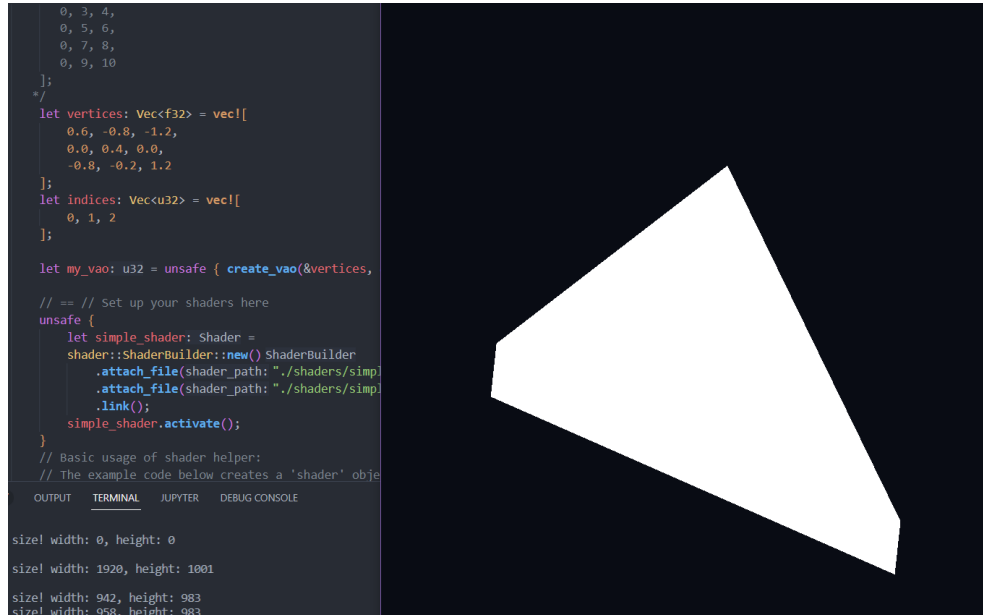 0, 3, 4,
0, 5, 6,
0, 7, 8,
0, 9, 10
];
*/
let vertices: Vec<f32> = vec![
0.6, -0.8, -1.2,
0.0, 0.4, 0.0,
-0.8, -0.2, 1.2
];
let indices: Vec<u32> = vec![
0, 1, 2
];
let my_vao: u32 = unsafe { create_vao(&vertices,
// == // Set up your shaders here
unsafe {
let simple_shader: Shader =
shader::ShaderBuilder::new() ShaderBuilder
.attach_file(shader_path: "./shaders/simpl
.attach_file(shader_path: "./shaders/simpl
.link();
simple_shader.activate();
}
// Basic usage of shader helper:
// The example code below creates a 'shader' obje
OUTPUT TERMINAL JUPYTER DEBUG CONSOLE
size! width: 0, height: 0
size! width: 1920, height: 1001
size! width: 942, height: 983
size! width: 958, height: 983